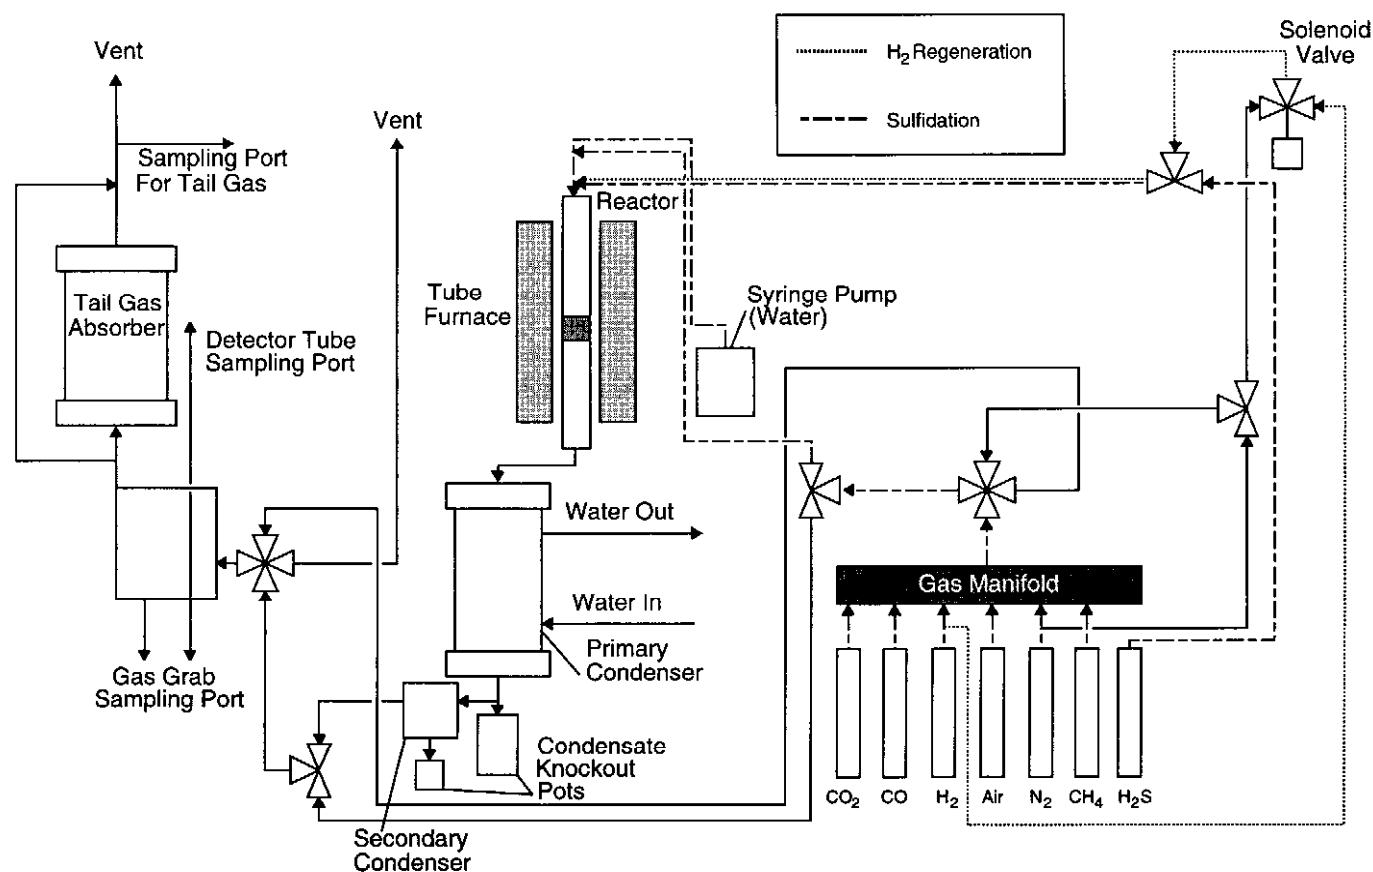 Solenoid
Valve
H₂ Regeneration
Sulfidation
Vent
Vent
Sampling Port
For Tail Gas
Reactor
Tail Gas
Absorber
Tube
Furnace
Syringe Pump
(Water)
Detector Tube
Sampling Port
Water Out
Gas Manifold
Water In
Primary
Condenser
Gas Grab
Sampling Port
Condensate
Knockout
Pots
CO₂ CO H₂ Air N₂ CH₄ H₂S
Secondary
Condenser